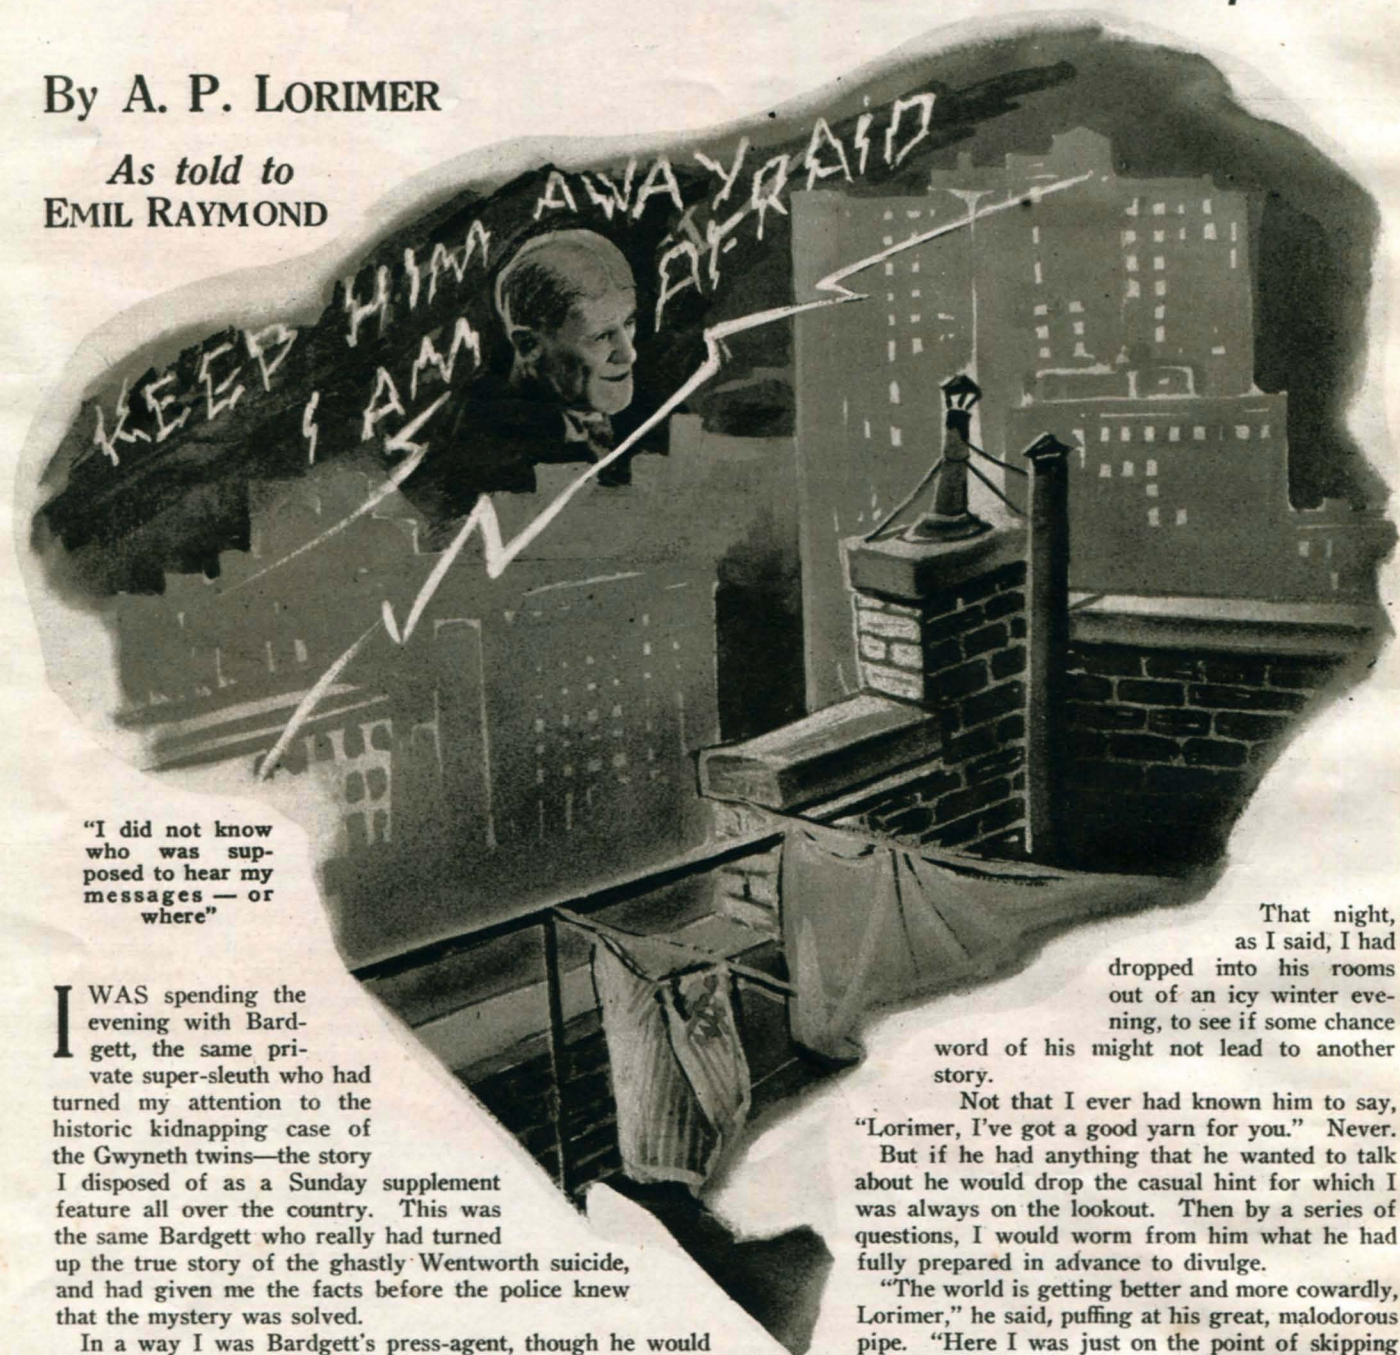 By A. P. LORIMER
As told to
EMIL RAYMOND
KEEP HIM AWAY
I AM AFRAID
"I did not know
who was sup-
posed to hear my
messages — or
where"
I WAS spending the
evening with Bard-
gett, the same pri-
vate super-sleuth who had
turned my attention to the
historic kidnapping case of
the Gwyneth twins—the story
I disposed of as a Sunday supplement
feature all over the country. This was
the same Bardgett who really had turned
up the true story of the ghastly Wentworth suicide,
and had given me the facts before the police knew
that the mystery was solved.
In a way I was Bardgett's press-agent, though he would
That night,
as I said, I had
dropped into his rooms
out of an icy winter eve-
ning, to see if some chance
word of his might not lead to another
story.
Not that I ever had known him to say,
"Lorimer, I've got a good yarn for you." Never.
But if he had anything that he wanted to talk
about he would drop the casual hint for which I
was always on the lookout. Then by a series of
questions, I would worm from him what he had
fully prepared in advance to divulge.
"The world is getting better and more cowardly,
Lorimer," he said, puffing at his great, malodorous
pipe. "Here I was just on the point of skipping